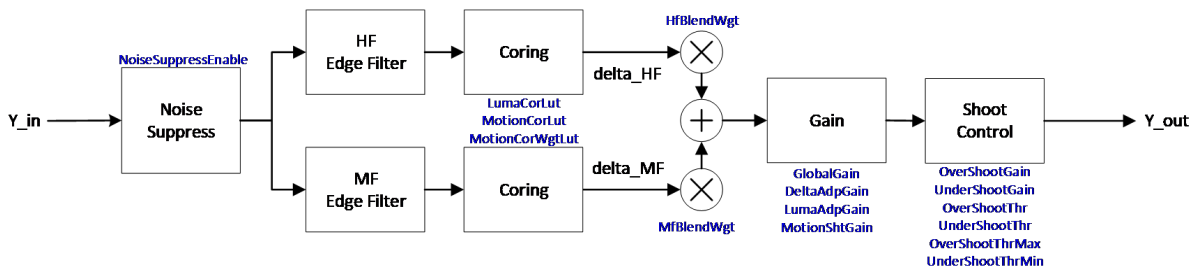 Y_in
NoiseSuppressEnable
Noise
Suppress
HF
Edge Filter
Coring
LumaCorLut
MotionCorLut
MotionCorWgtLut
delta_HF
HfBlendWgt
MF
Edge Filter
Coring
delta_MF
MfBlendWgt
Gain
GlobalGain
DeltaAdpGain
LumaAdpGain
MotionShtGain
Shoot
Control
OverShootGain
UnderShootGain
OverShootThr
UnderShootThr
OverShootThrMax
UnderShootThrMin
Y_out